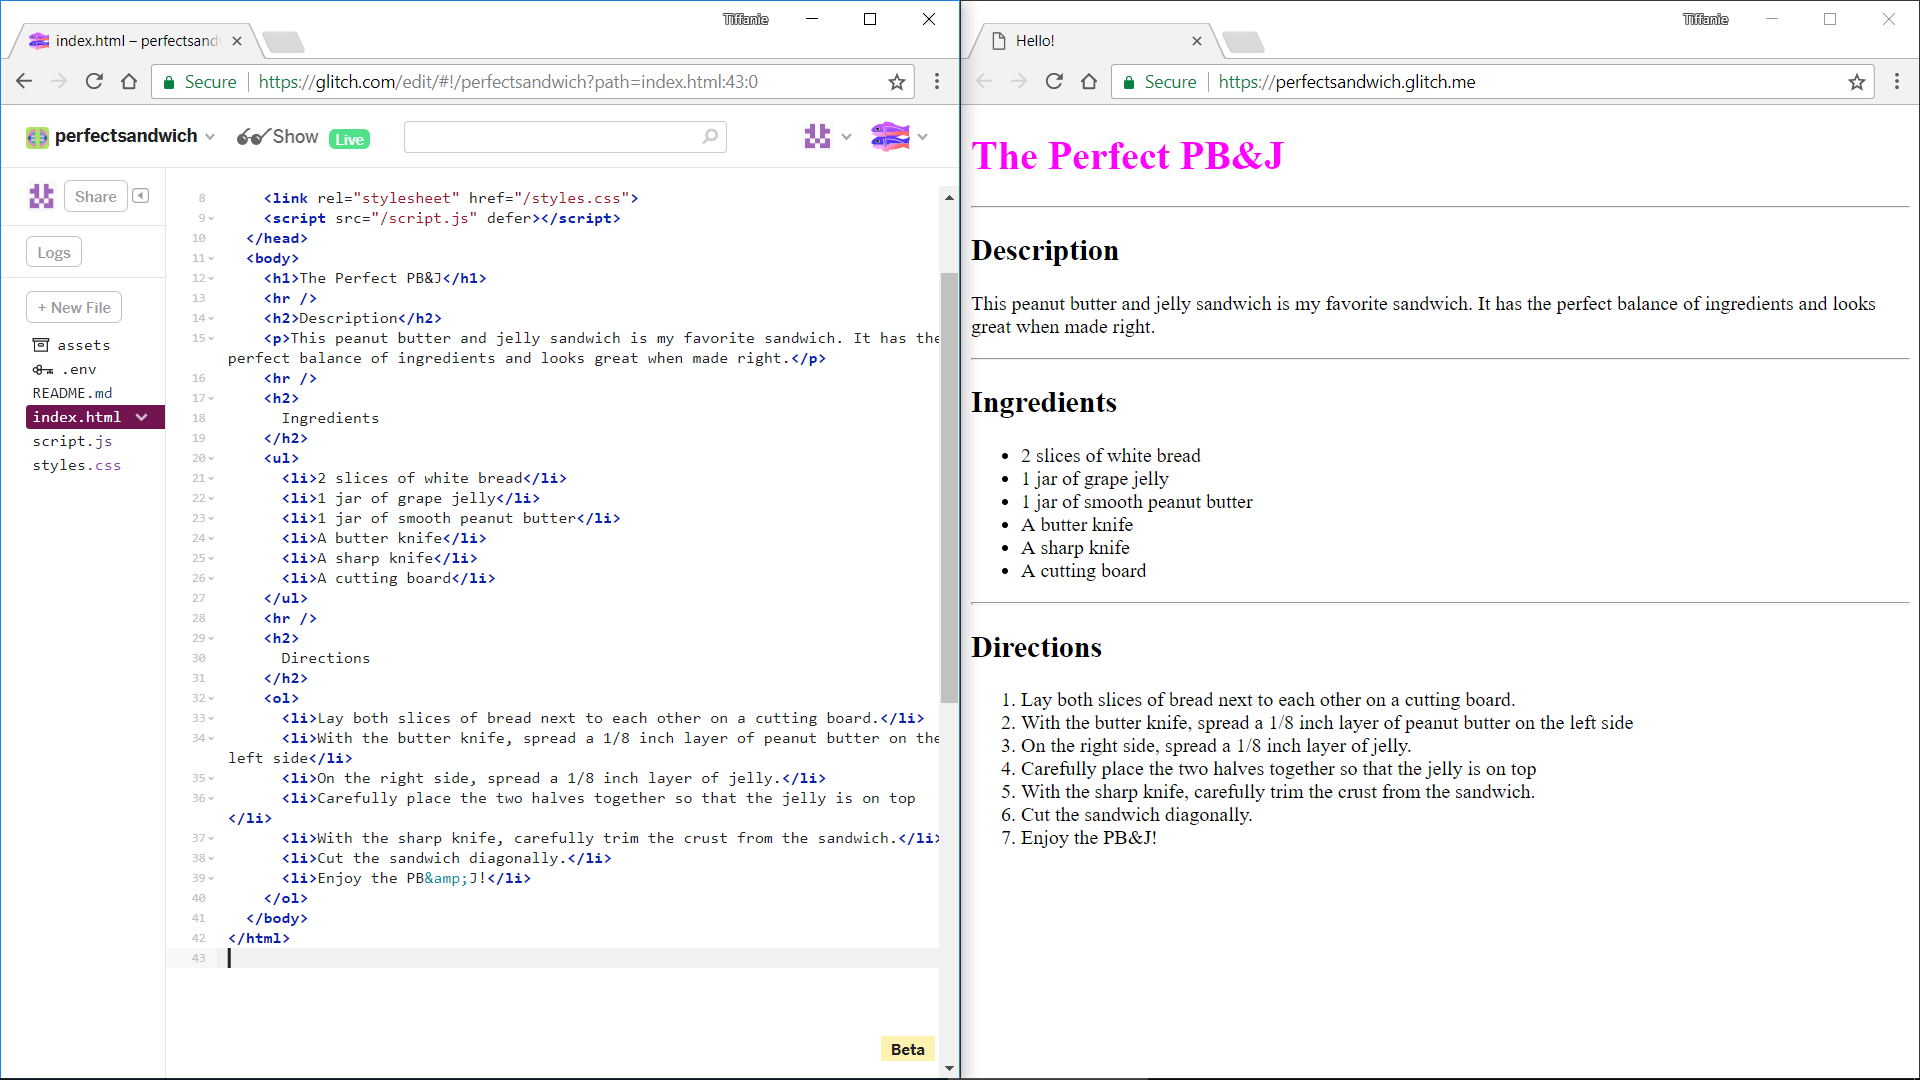 Tiffanie
index.html – perfectsand
Secure
https://glitch.com/edit/#!/perfectsandwich?path=index.html:43:0
perfectsandwich
Show
Live
Share
Logs
+ New File
assets
.env
README.md
index.html
script.js
styles.css
8 <link rel="stylesheet" href="/styles.css">
9 <script src="/script.js" defer></script>
10 </head>
11 <body>
12 <h1>The Perfect PB&J</h1>
13 <hr />
14 <h2>Description</h2>
15 <p>This peanut butter and jelly sandwich is my favorite sandwich. It has the
perfect balance of ingredients and looks great when made right.</p>
16 <hr />
17 <h2>
18 Ingredients
19 </h2>
20 <ul>
21 <li>2 slices of white bread</li>
22 <li>1 jar of grape jelly</li>
23 <li>1 jar of smooth peanut butter</li>
24 <li>A butter knife</li>
25 <li>A sharp knife</li>
26 <li>A cutting board</li>
27 </ul>
28 <hr />
29 <h2>
30 Directions
31 </h2>
32 <ol>
33 <li>Lay both slices of bread next to each other on a cutting board.</li>
34 <li>With the butter knife, spread a 1/8 inch layer of peanut butter on the
left side</li>
35 <li>On the right side, spread a 1/8 inch layer of jelly.</li>
36 <li>Carefully place the two halves together so that the jelly is on top
</li>
37 <li>With the sharp knife, carefully trim the crust from the sandwich.</li>
38 <li>Cut the sandwich diagonally.</li>
39 <li>Enjoy the PB&amp;J!</li>
40 </ol>
41 </body>
42 </html>
43
Beta
Tiffanie
Hello!
Secure
https://perfectsandwich.glitch.me
The Perfect PB&J
Description
This peanut butter and jelly sandwich is my favorite sandwich. It has the perfect balance of ingredients and looks
great when made right.
Ingredients
• 2 slices of white bread
• 1 jar of grape jelly
• 1 jar of smooth peanut butter
• A butter knife
• A sharp knife
• A cutting board
Directions
1. Lay both slices of bread next to each other on a cutting board.
2. With the butter knife, spread a 1/8 inch layer of peanut butter on the left side
3. On the right side, spread a 1/8 inch layer of jelly.
4. Carefully place the two halves together so that the jelly is on top
5. With the sharp knife, carefully trim the crust from the sandwich.
6. Cut the sandwich diagonally.
7. Enjoy the PB&J!